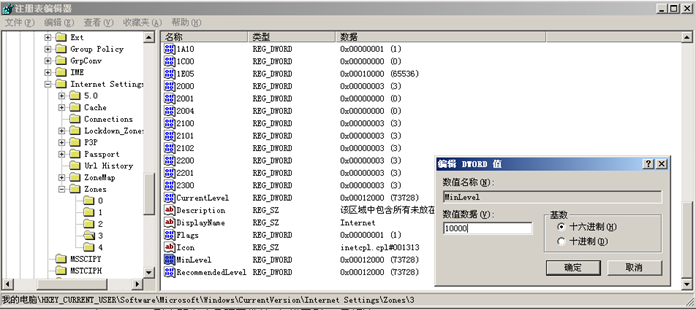 注册表编辑器
文件(F) 编辑(E) 查看(V) 收藏夹(A) 帮助(H)
Ext
Group Policy
GrpConv
IME
Internet Settings
5.0
Cache
Connections
Lockdown_Zones
P3P
Passport
Url History
ZoneMap
Zones
0
1
2
3
4
MSSCIPY
MSTCIPH
名称 类型 数据
1A10 REG_DWORD 0x00000001 (1)
1C00 REG_DWORD 0x00000000 (0)
1E05 REG_DWORD 0x00010000 (65536)
2000 REG_DWORD 0x00000003 (3)
2001 REG_DWORD 0x00000000 (0)
2004 REG_DWORD 0x00000000 (0)
2100 REG_DWORD 0x00000003 (3)
2101 REG_DWORD 0x00000003 (3)
2102 REG_DWORD 0x00000003 (3)
2200 REG_DWORD 0x00000003 (3)
2201 REG_DWORD 0x00000003 (3)
2300 REG_DWORD 0x00000003 (3)
CurrentLevel REG_DWORD 0x00012000 (73728)
Description REG_SZ 该区域中包含所有未放在
DisplayName REG_SZ Internet
Flags REG_DWORD 0x00000001 (1)
Icon REG_SZ inetcpl.cpl#001313
MinLevel REG_DWORD 0x00012000 (73728)
RecommendedLevel REG_DWORD 0x00012000 (73728)
编辑 DWORD 值
数值名称(N):
MinLevel
数值数据(V):
10000
基数
十六进制(H)
十进制(D)
确定 取消
我的电脑\HKEY_CURRENT_USER\Software\Microsoft\Windows\CurrentVersion\Internet Settings\Zones\3